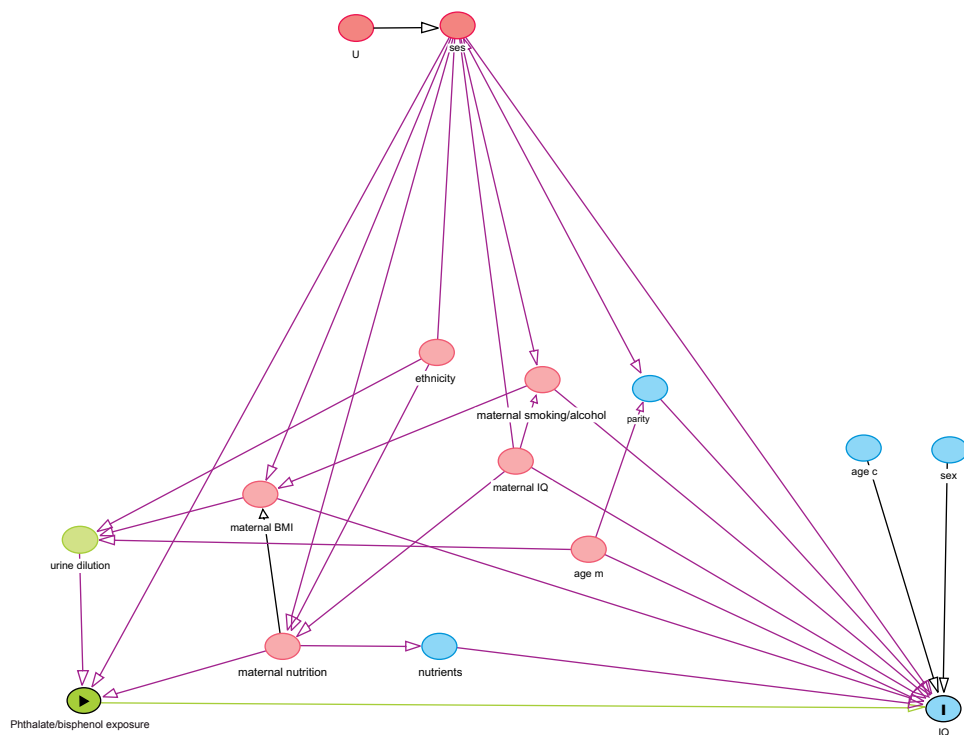 U
ses
ethnicity
maternal smoking/alcohol
parity
age c
sex
maternal IQ
maternal BMI
urine dilution
age m
maternal nutrition
nutrients
Phthalate/bisphenol exposure
IQ